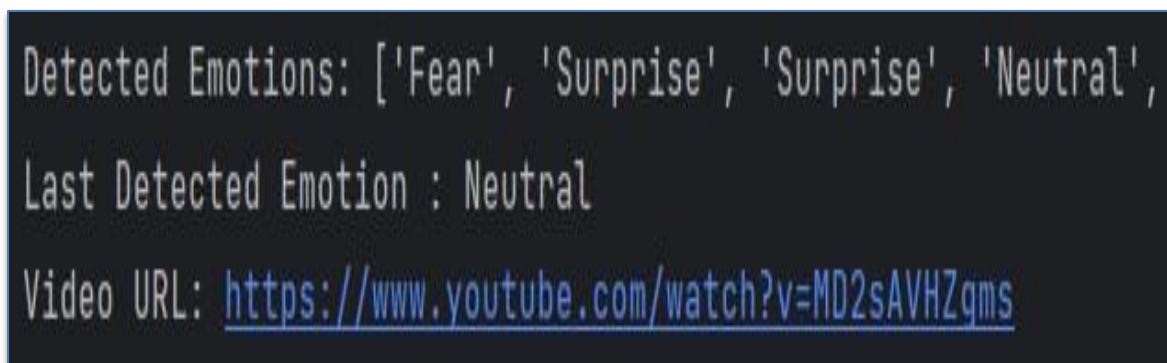 Detected Emotions: ['Fear', 'Surprise', 'Surprise', 'Neutral',
Last Detected Emotion : Neutral
Video URL: https://www.youtube.com/watch?v=MD2sAVHZgms